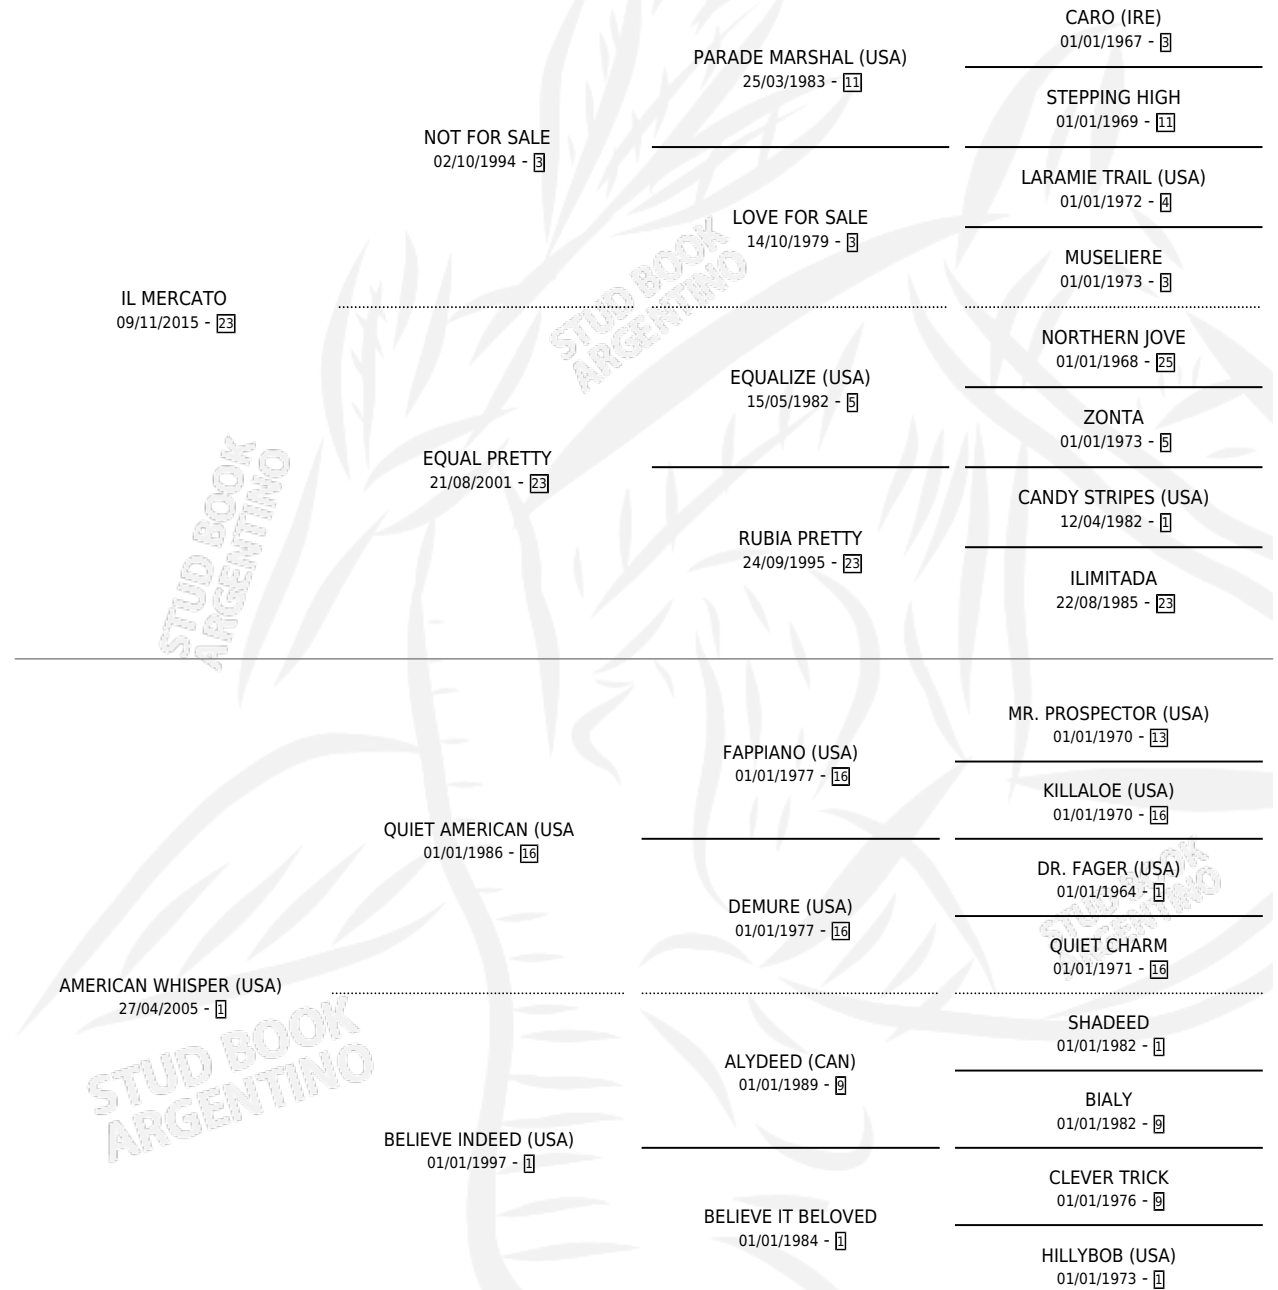 CARO (IRE)
01/01/1967 - 3
PARADE MARSHAL (USA)
25/03/1983 - 11
STEPPING HIGH
01/01/1969 - 11
NOT FOR SALE
02/10/1994 - 3
LARAMIE TRAIL (USA)
01/01/1972 - 4
LOVE FOR SALE
14/10/1979 - 3
MUSELIERE
01/01/1973 - 3
IL MERCATO
09/11/2015 - 23
NORTHERN JOVE
01/01/1968 - 25
EQUALIZE (USA)
15/05/1982 - 5
ZONTA
01/01/1973 - 5
EQUAL PRETTY
21/08/2001 - 23
CANDY STRIPES (USA)
12/04/1982 - 1
RUBIA PRETTY
24/09/1995 - 23
ILIMITADA
22/08/1985 - 23
STUD BOOK
ARGENTINO
STUD BOOK
ARGENTINO
MR. PROSPECTOR (USA)
01/01/1970 - 13
FAPPIANO (USA)
01/01/1977 - 16
KILLALOE (USA)
01/01/1970 - 16
QUIET AMERICAN (USA
01/01/1986 - 16
DR. FAGER (USA)
01/01/1964 - 1
DEMURE (USA)
01/01/1977 - 16
QUIET CHARM
01/01/1971 - 16
AMERICAN WHISPER (USA)
27/04/2005 - 1
SHADEED
01/01/1982 - 1
ALYDEED (CAN)
01/01/1989 - 9
BIALY
01/01/1982 - 9
BELIEVE INDEED (USA)
01/01/1997 - 1
CLEVER TRICK
01/01/1976 - 9
BELIEVE IT BELOVED
01/01/1984 - 1
HILLYBOB (USA)
01/01/1973 - 1
STUD BOOK
ARGENTINO
STUD BOOK
ARGENTINO